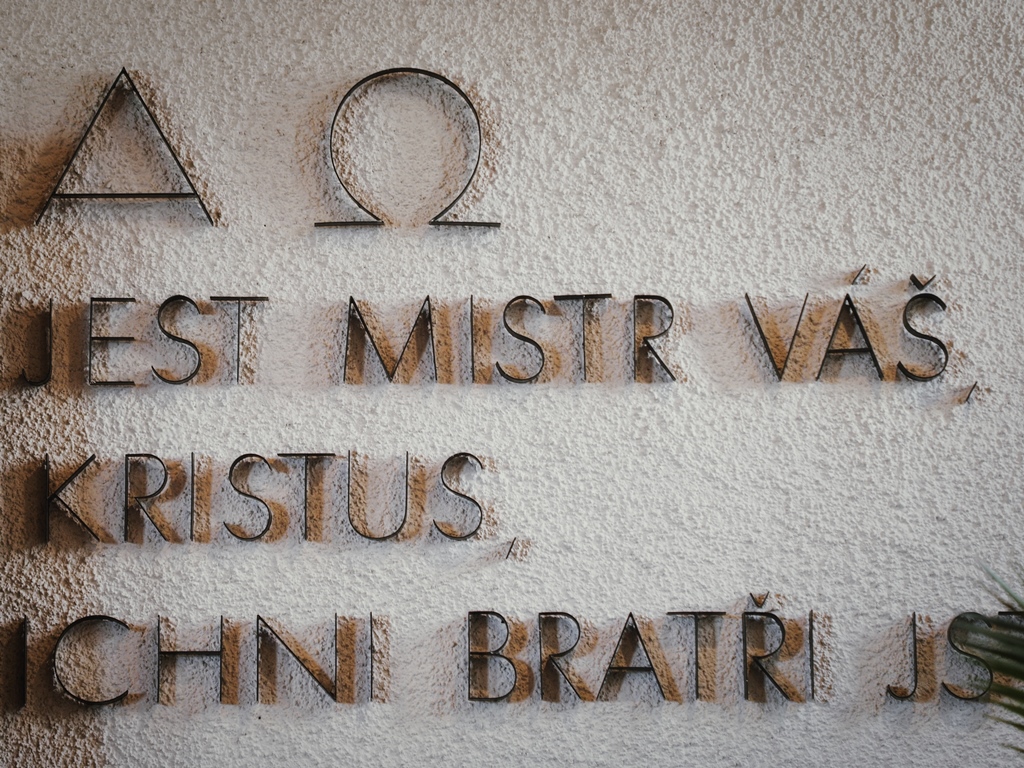 Α Ω
JEST MISTR VÁŠ,
KRISTUS,
ICHNI BRATŘI JS